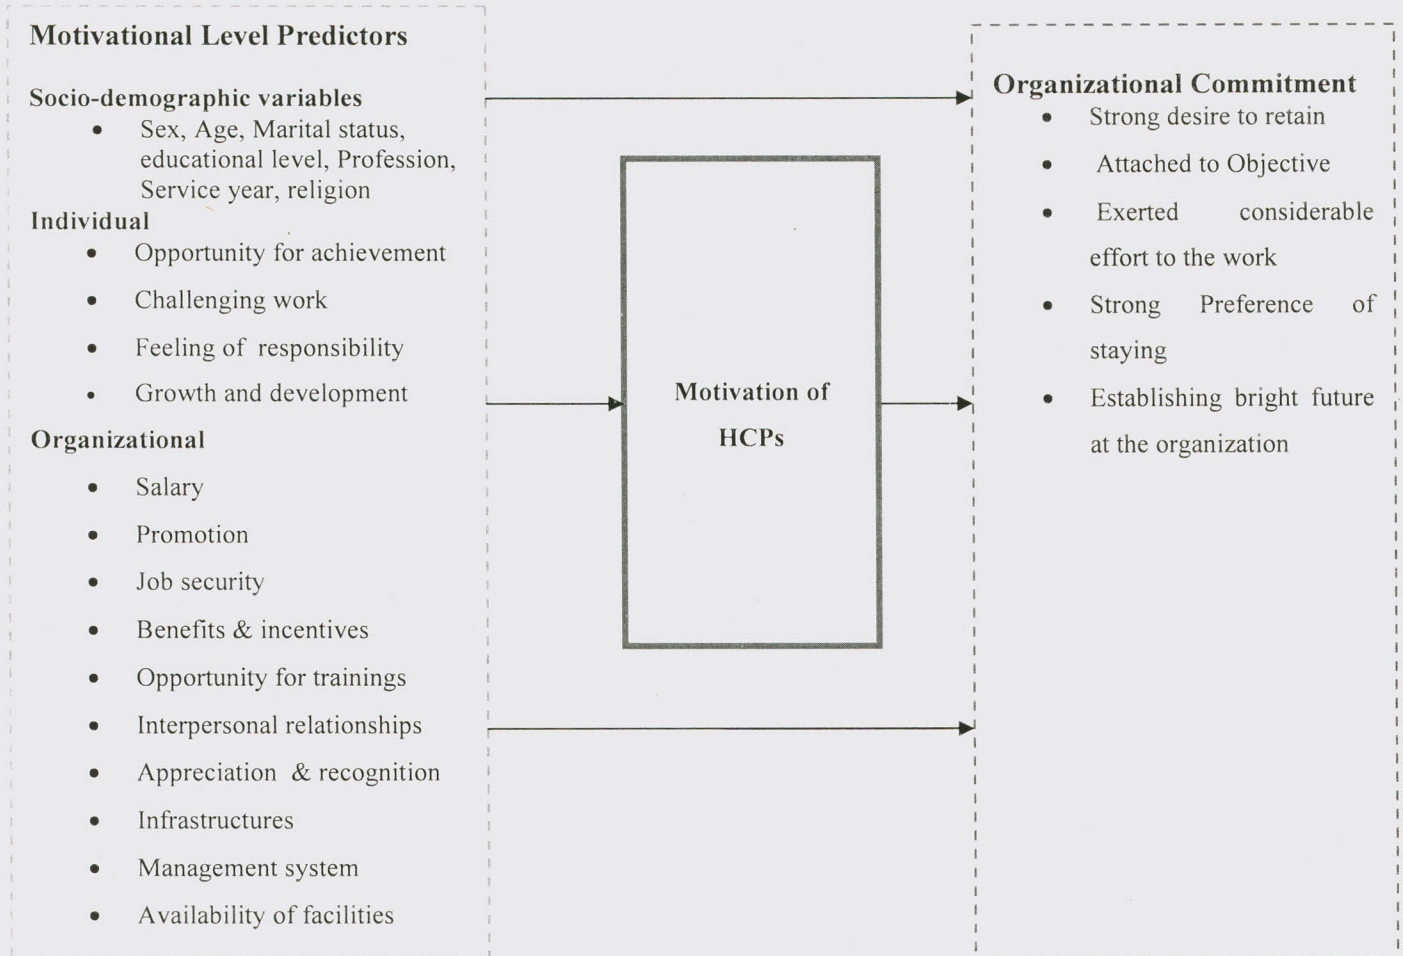 Motivational Level Predictors
Socio-demographic variables
• Sex, Age, Marital status,
educational level, Profession,
Service year, religion
Individual
• Opportunity for achievement
• Challenging work
• Feeling of responsibility
• Growth and development
Organizational
• Salary
• Promotion
• Job security
• Benefits & incentives
• Opportunity for trainings
• Interpersonal relationships
• Appreciation & recognition
• Infrastructures
• Management system
• Availability of facilities
Motivation of
HCPs
Organizational Commitment
• Strong desire to retain
• Attached to Objective
• Exerted considerable
effort to the work
• Strong Preference of
staying
• Establishing bright future
at the organization